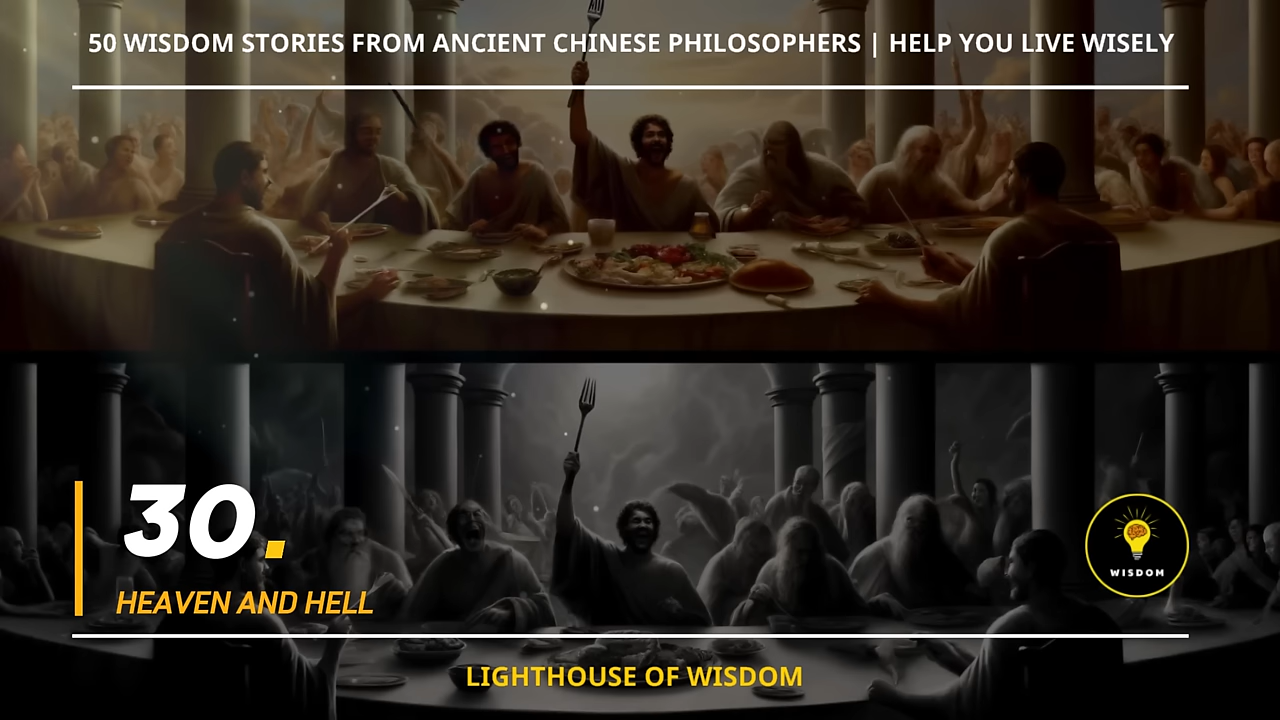 50 WISDOM STORIES FROM ANCIENT CHINESE PHILOSOPHERS | HELP YOU LIVE WISELY
30.
HEAVEN AND HELL
WISDOM
LIGHTHOUSE OF WISDOM